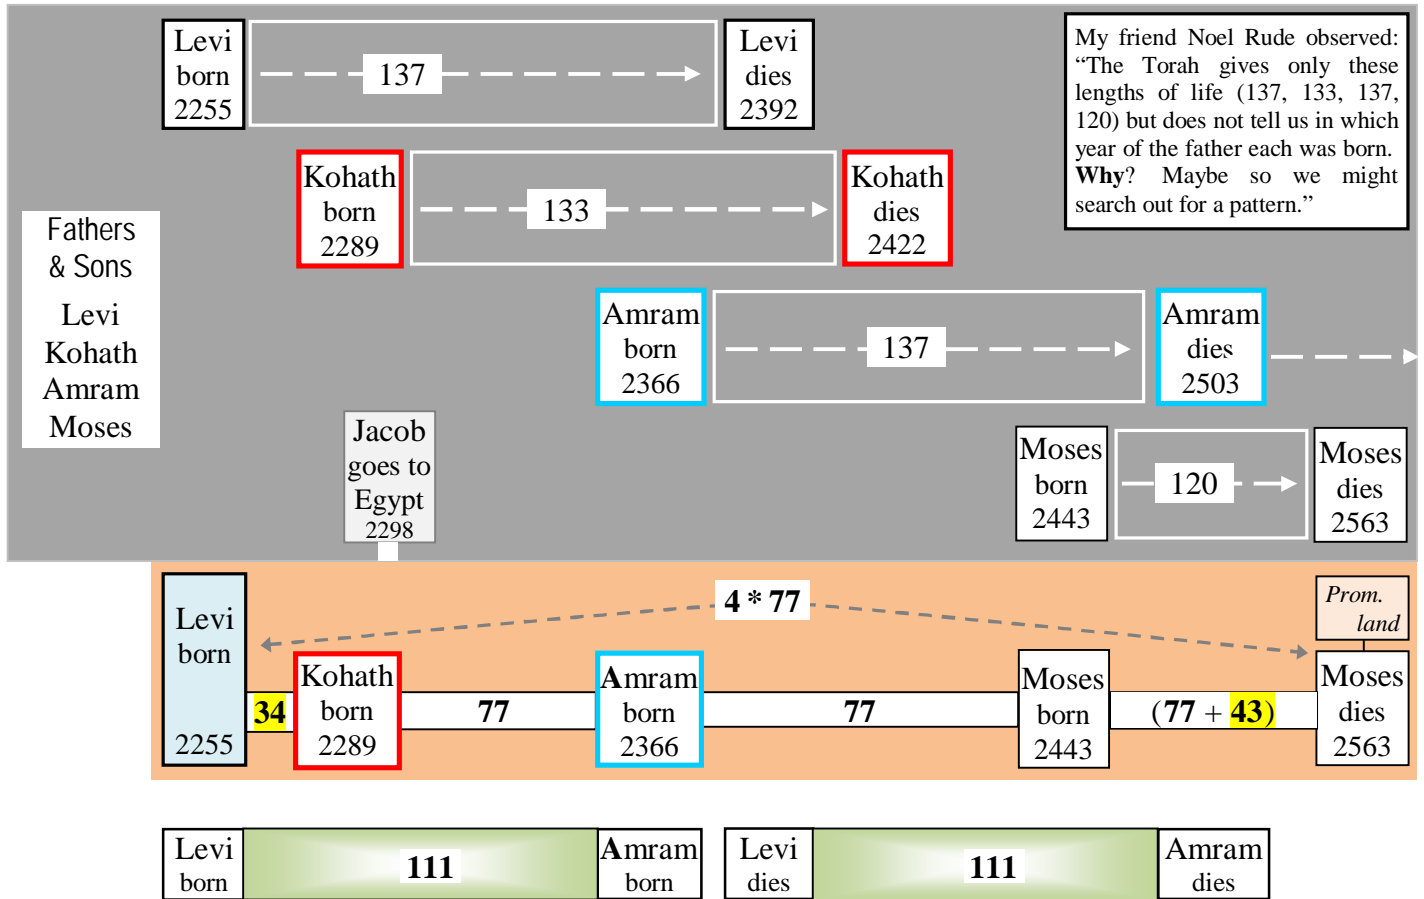 Levi
born
2255
137
Levi
dies
2392
My friend Noel Rude observed:
“The Torah gives only these
lengths of life (137, 133, 137,
120) but does not tell us in which
year of the father each was born.
Why? Maybe so we might
search out for a pattern.”
Kohath
born
2289
133
Kohath
dies
2422
Fathers
& Sons
Levi
Kohath
Amram
Moses
Amram
born
2366
137
Amram
dies
2503
Jacob
goes to
Egypt
2298
Moses
born
2443
120
Moses
dies
2563
Levi
born
2255
4 * 77
Prom.
land
34
Kohath
born
2289
77
Amram
born
2366
77
Moses
born
2443
(77 + 43)
Moses
dies
2563
Levi
born
111
Amram
born
Levi
dies
111
Amram
dies